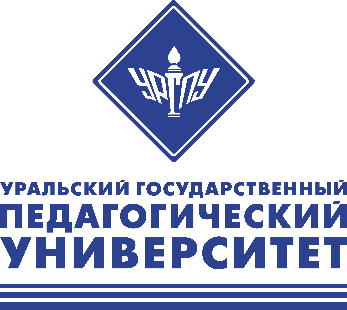 УРГПУ
УРАЛЬСКИЙ ГОСУДАРСТВЕННЫЙ
ПЕДАГОГИЧЕСКИЙ
УНИВЕРСИТЕТ